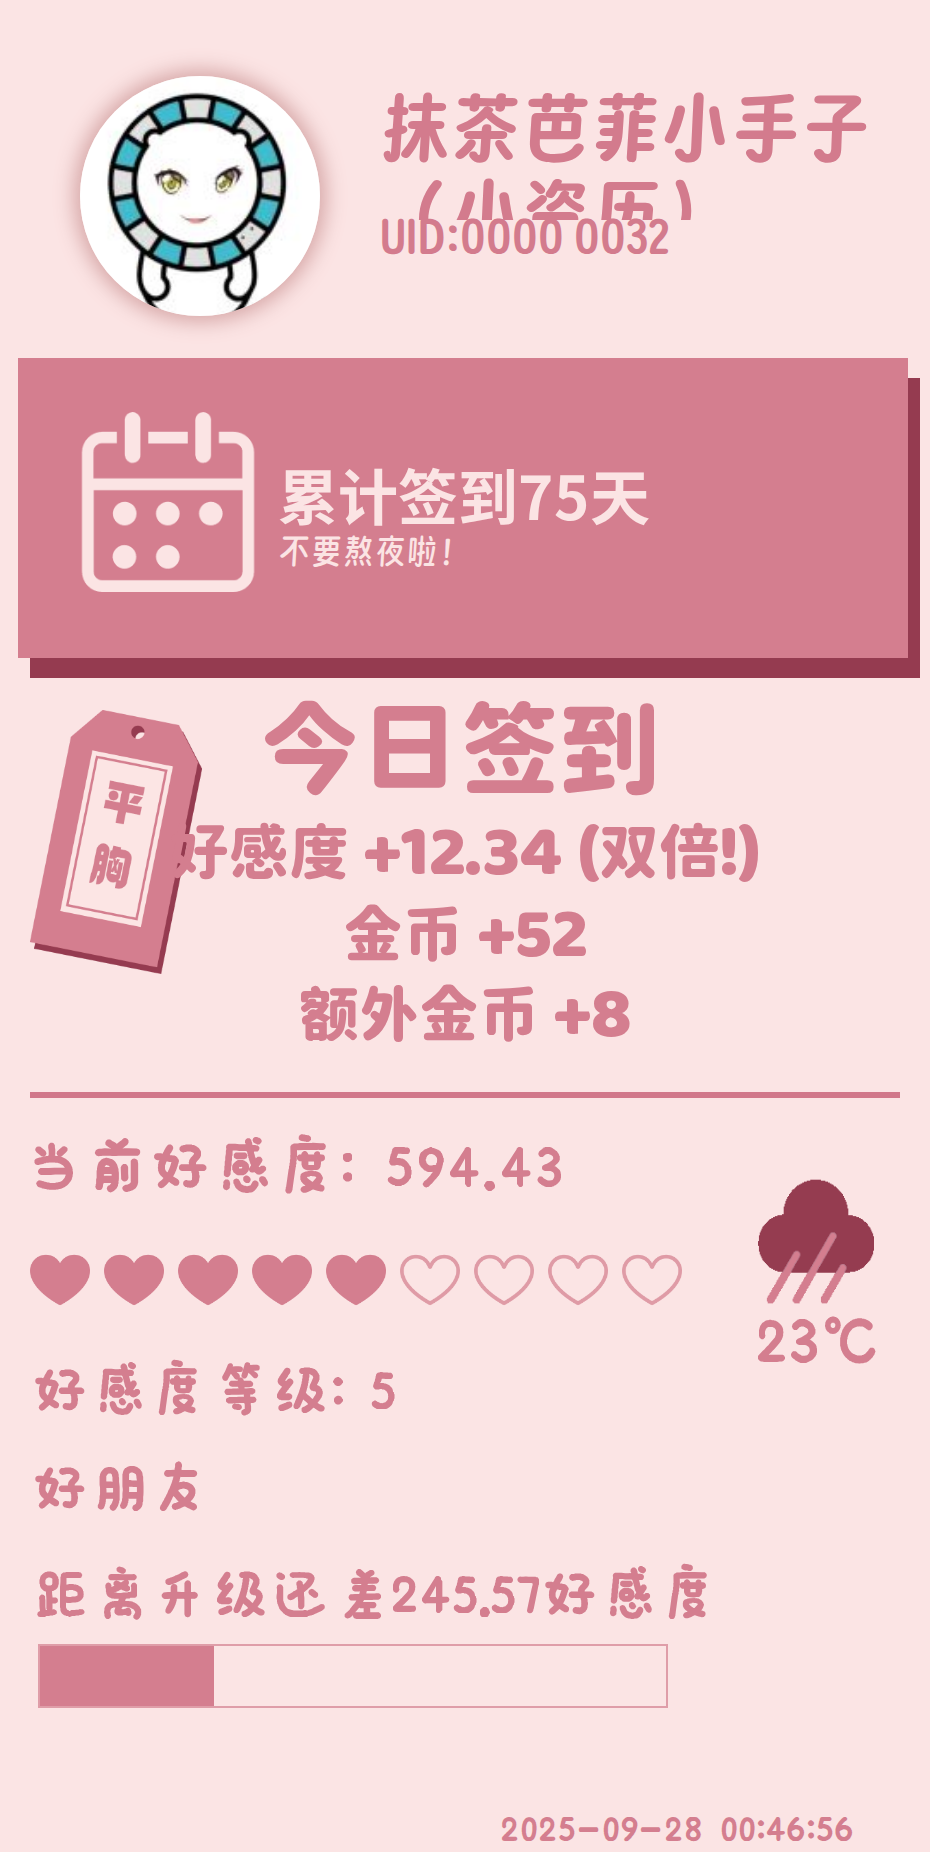 抹茶芭菲小手子
（小盗历）
UID:0000 0032
累计签到75天
不要熬夜啦！
今日签到
平胸
好感度 +12.34 (双倍!)
金币 +52
额外金币 +8
当前好感度：594.43
23℃
好感度等级：5
好朋友
距离升级还差245.57好感度
2025-09-28 00:46:56